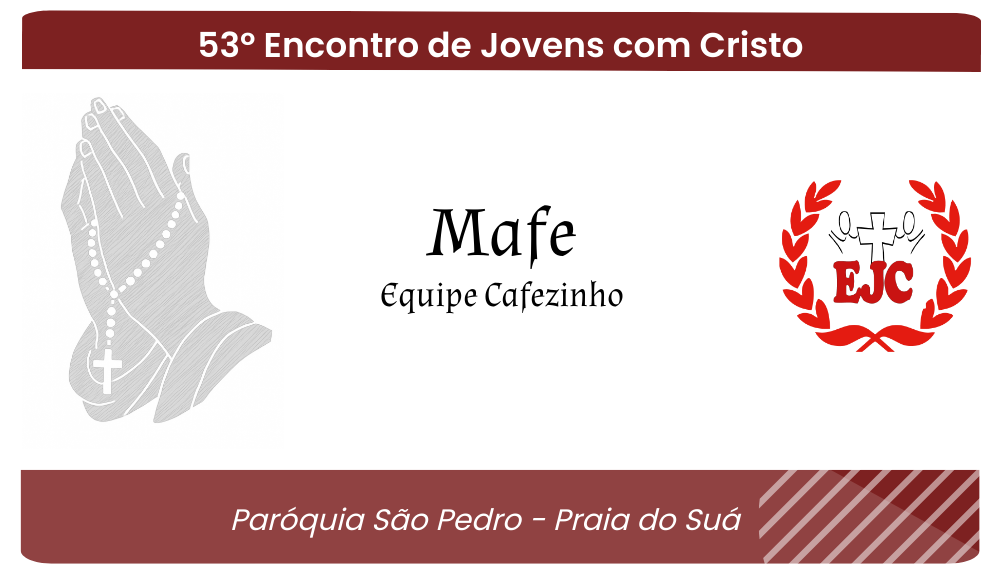 53º Encontro de Jovens com Cristo
Mafe
Equipe Cafezinho
EJC
Paróquia São Pedro - Praia do Suá